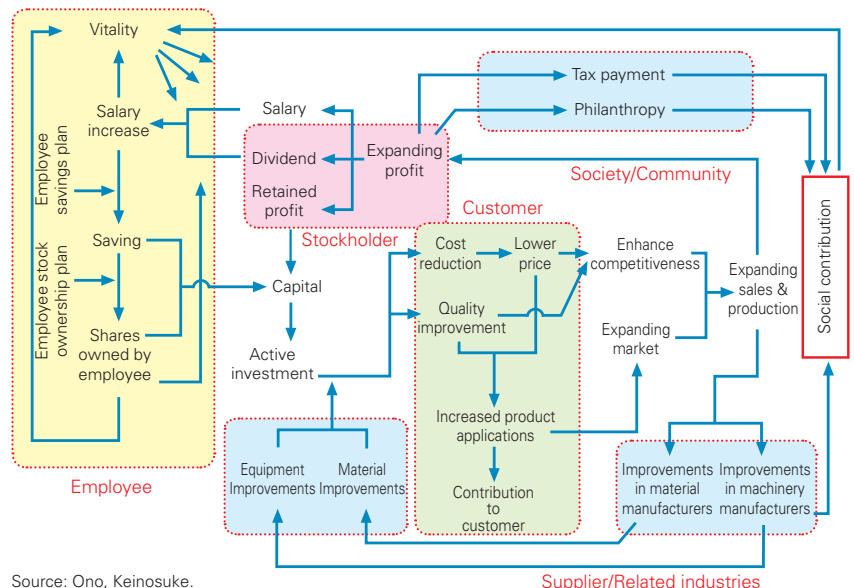 Vitality
Salary
increase
Employee
savings plan
Saving
Employee stock
ownership plan
Shares
owned by
employee
Employee
Salary
Dividend
Retained
profit
Expanding
profit
Stockholder
Tax payment
Philanthropy
Society/Community
Social contribution
Capital
Active
investment
Customer
Cost
reduction
Lower
price
Quality
improvement
Increased product
applications
Contribution
to
customer
Enhance
competitiveness
Expanding
market
Expanding
sales &
production
Equipment
Improvements
Material
Improvements
Improvements
in material
manufacturers
Improvements
in machinery
manufacturers
Source: Ono, Keinosuke.
Supplier/Related industries